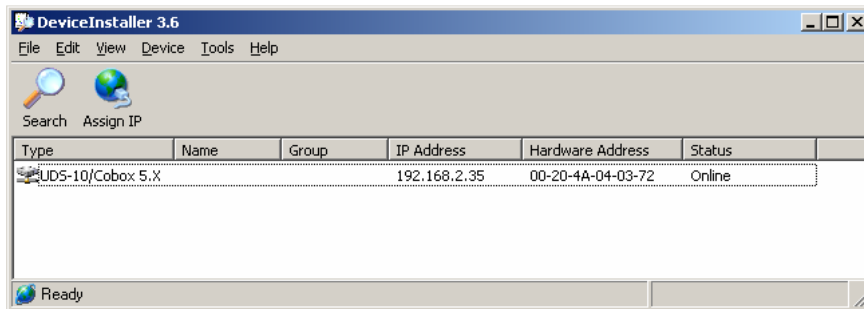 DeviceInstaller 3.6
File Edit View Device Tools Help
Search Assign IP
Type Name Group IP Address Hardware Address Status
UDS-10/Cobox 5.X 192.168.2.35 00-20-4A-04-03-72 Online
Ready